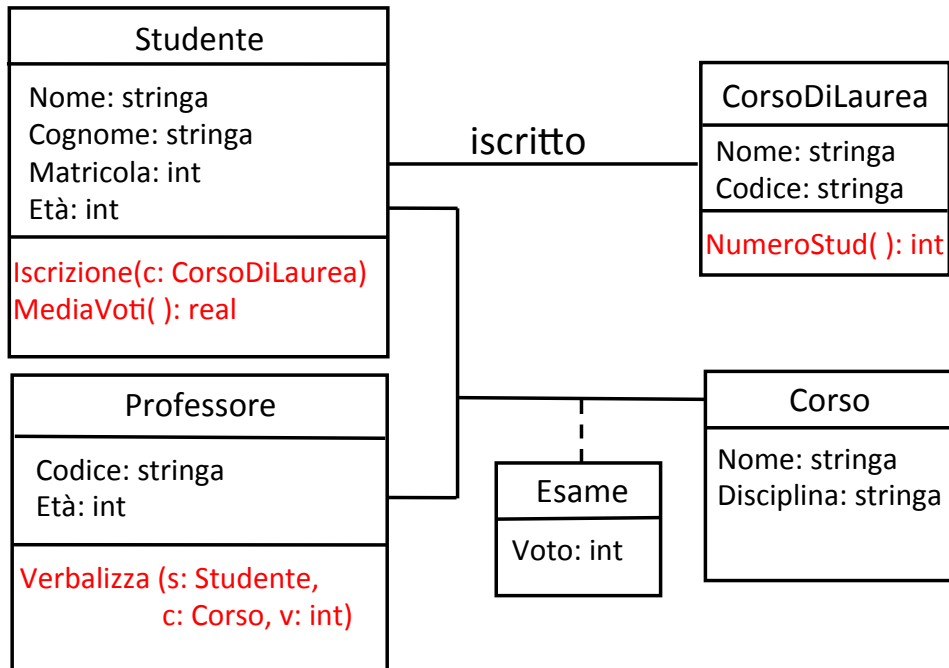 Studente
Nome: stringa
Cognome: stringa
Matricola: int
Età: int
Iscrizione(c: CorsoDiLaurea)
MediaVoti( ): real
iscritto
CorsoDiLaurea
Nome: stringa
Codice: stringa
NumeroStud( ): int
Professore
Codice: stringa
Età: int
Verbalizza (s: Studente,
c: Corso, v: int)
Esame
Voto: int
Corso
Nome: stringa
Disciplina: stringa